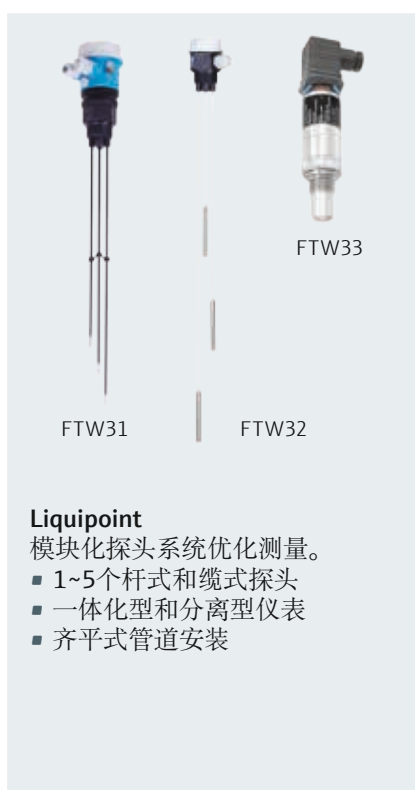 FTW33
FTW31
FTW32
Liquipoint
模块化探头系统优化测量。
▪ 1~5个杆式和缆式探头
▪ 一体化型和分离型仪表
▪ 齐平式管道安装